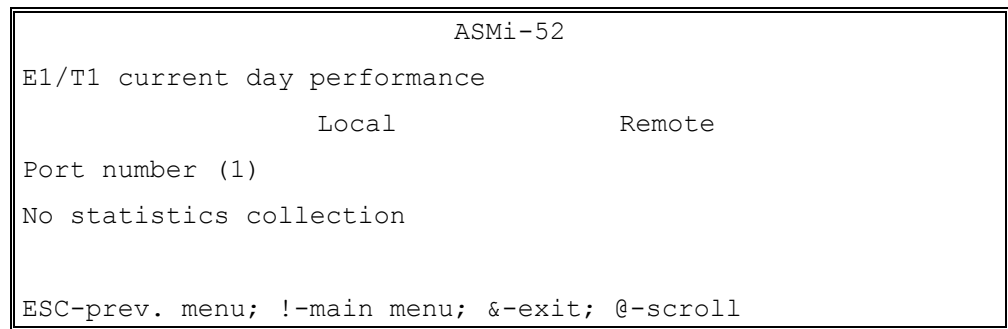 ASMi-52
E1/T1 current day performance
Local Remote
Port number (1)
No statistics collection
ESC-prev. menu; !-main menu; &-exit; @-scroll